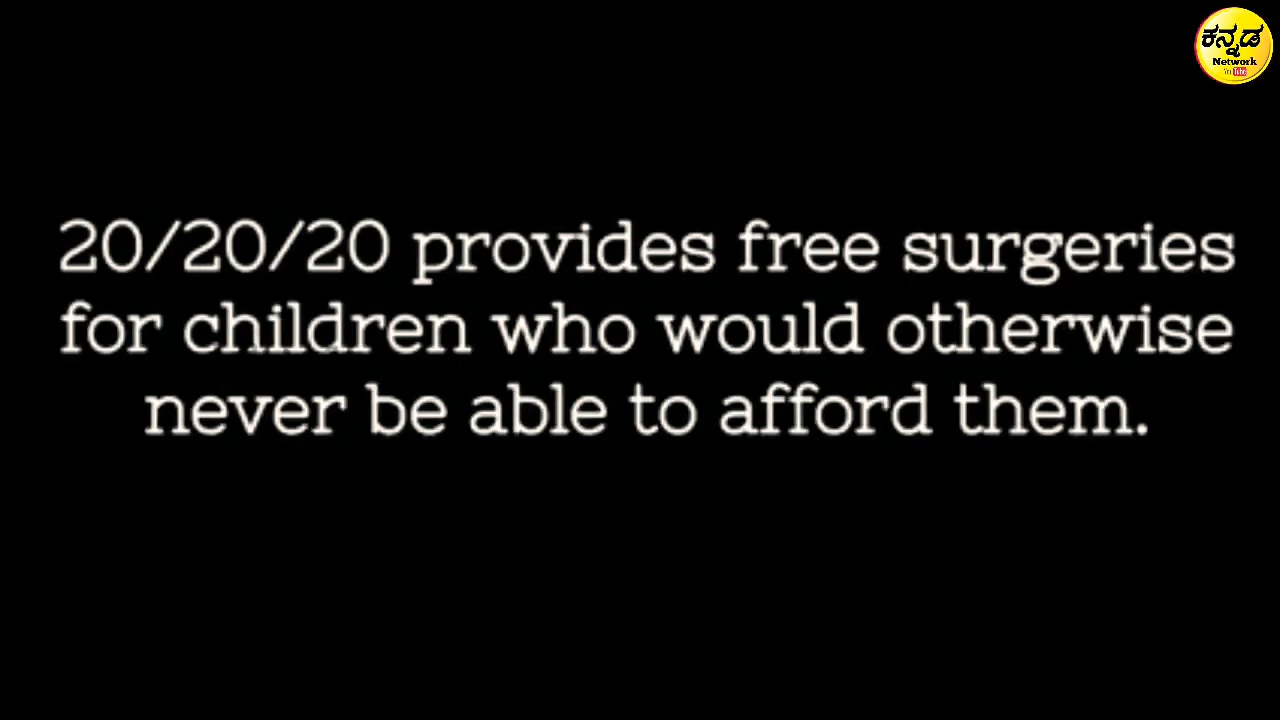 ಕನ್ನಡ
Network
YouTube
20/20/20 provides free surgeries
for children who would otherwise
never be able to afford them.